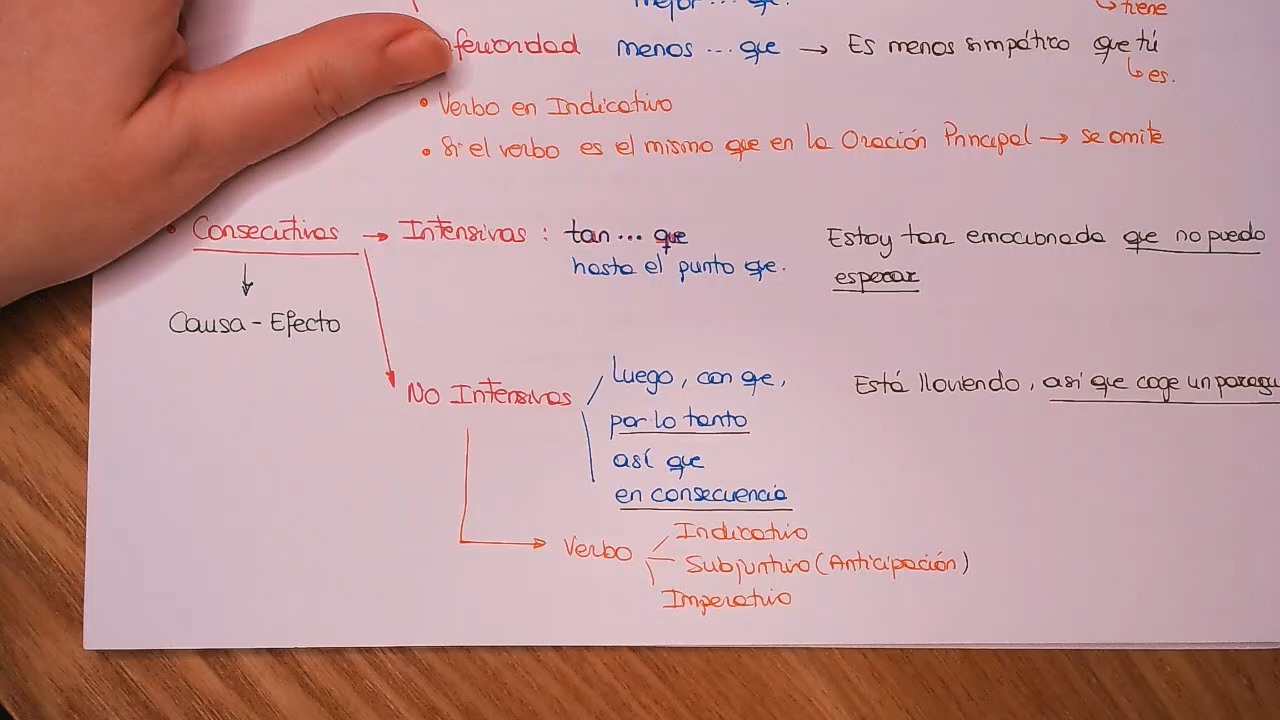 mejor ... que.
↳ tiene
menos ... que → Es menos simpático que tú
↳ es.
• Verbo en Indicativo
• Si el verbo es el mismo que en la Oración Principal → se omite
• Consecutivas → Intensivas : tan ... que Estoy tan emocionada que no puedo
hasta el punto que. esperar
Causa - Efecto
luego, con que,
No Intensivas Está lloviendo, así que coge un paragu
por lo tanto
así que
en consecuencia
Indicativo
Verbo
Subjuntivo (Anticipación)
Imperativo